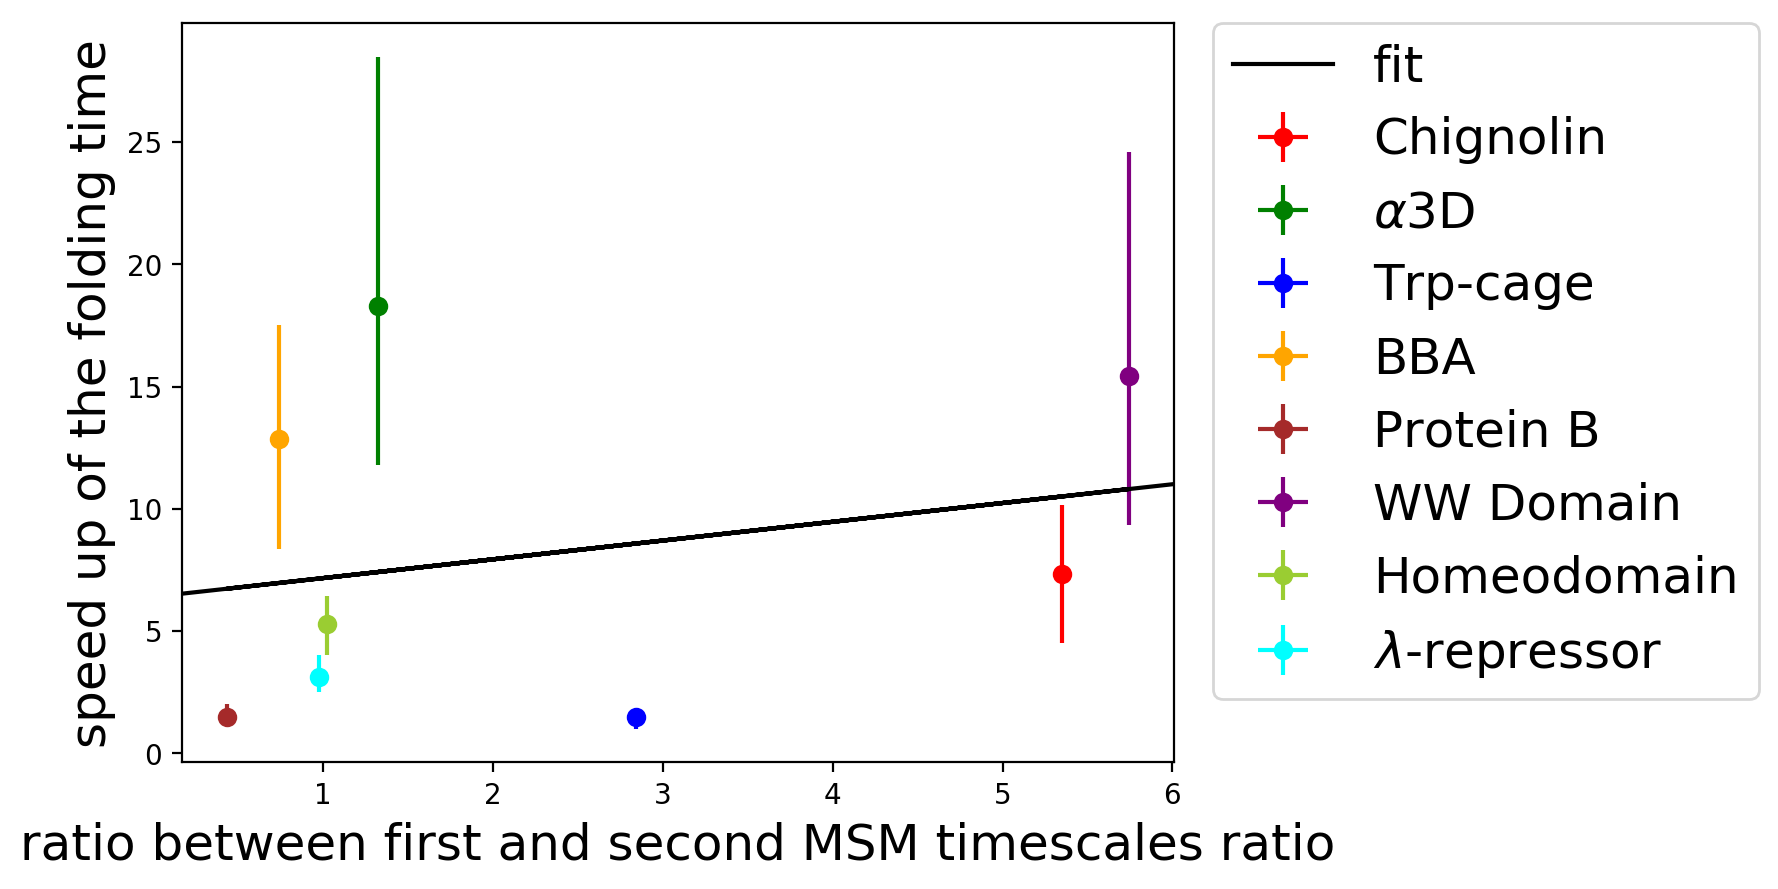 speed up of the folding time
25
20
15
10
5
0
1 2 3 4 5 6
ratio between first and second MSM timescales ratio
fit
Chignolin
α3D
Trp-cage
BBA
Protein B
WW Domain
Homeodomain
λ-repressor